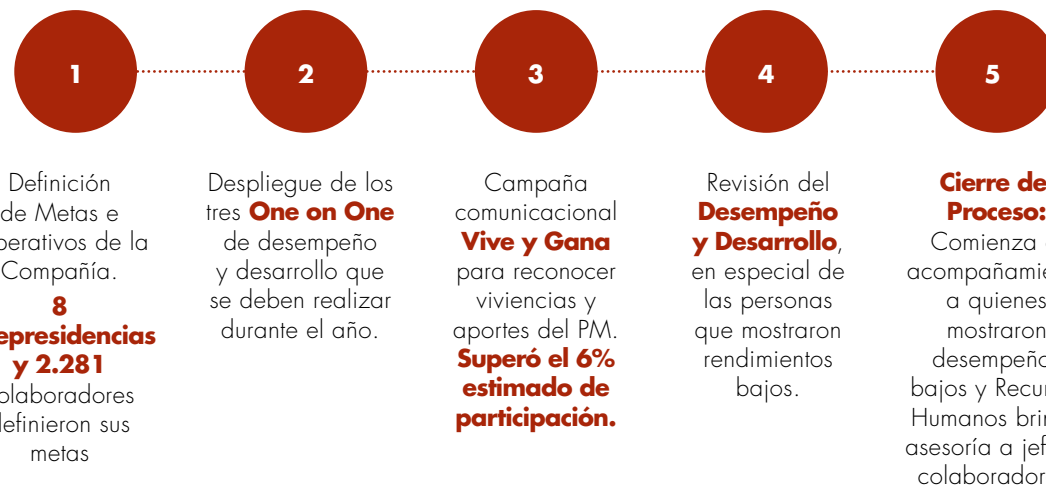 1
2
3
4
5
Definición
de Metas e
perativos de la
Compañía.
8
epresidencias
y 2.281
olaboradores
efinieron sus
metas
Despliegue de los
tres One on One
de desempeño
y desarrollo que
se deben realizar
durante el año.
Campaña
comunicacional
Vive y Gana
para reconocer
viviencias y
aportes del PM.
Superó el 6%
estimado de
participación.
Revisión del
Desempeño
y Desarrollo,
en especial de
las personas
que mostraron
rendimientos
bajos.
Cierre de
Proceso:
Comienza
acompañamie
a quienes
mostraron
desempeño
bajos y Recur
Humanos brin
asesoría a jef
colaborador